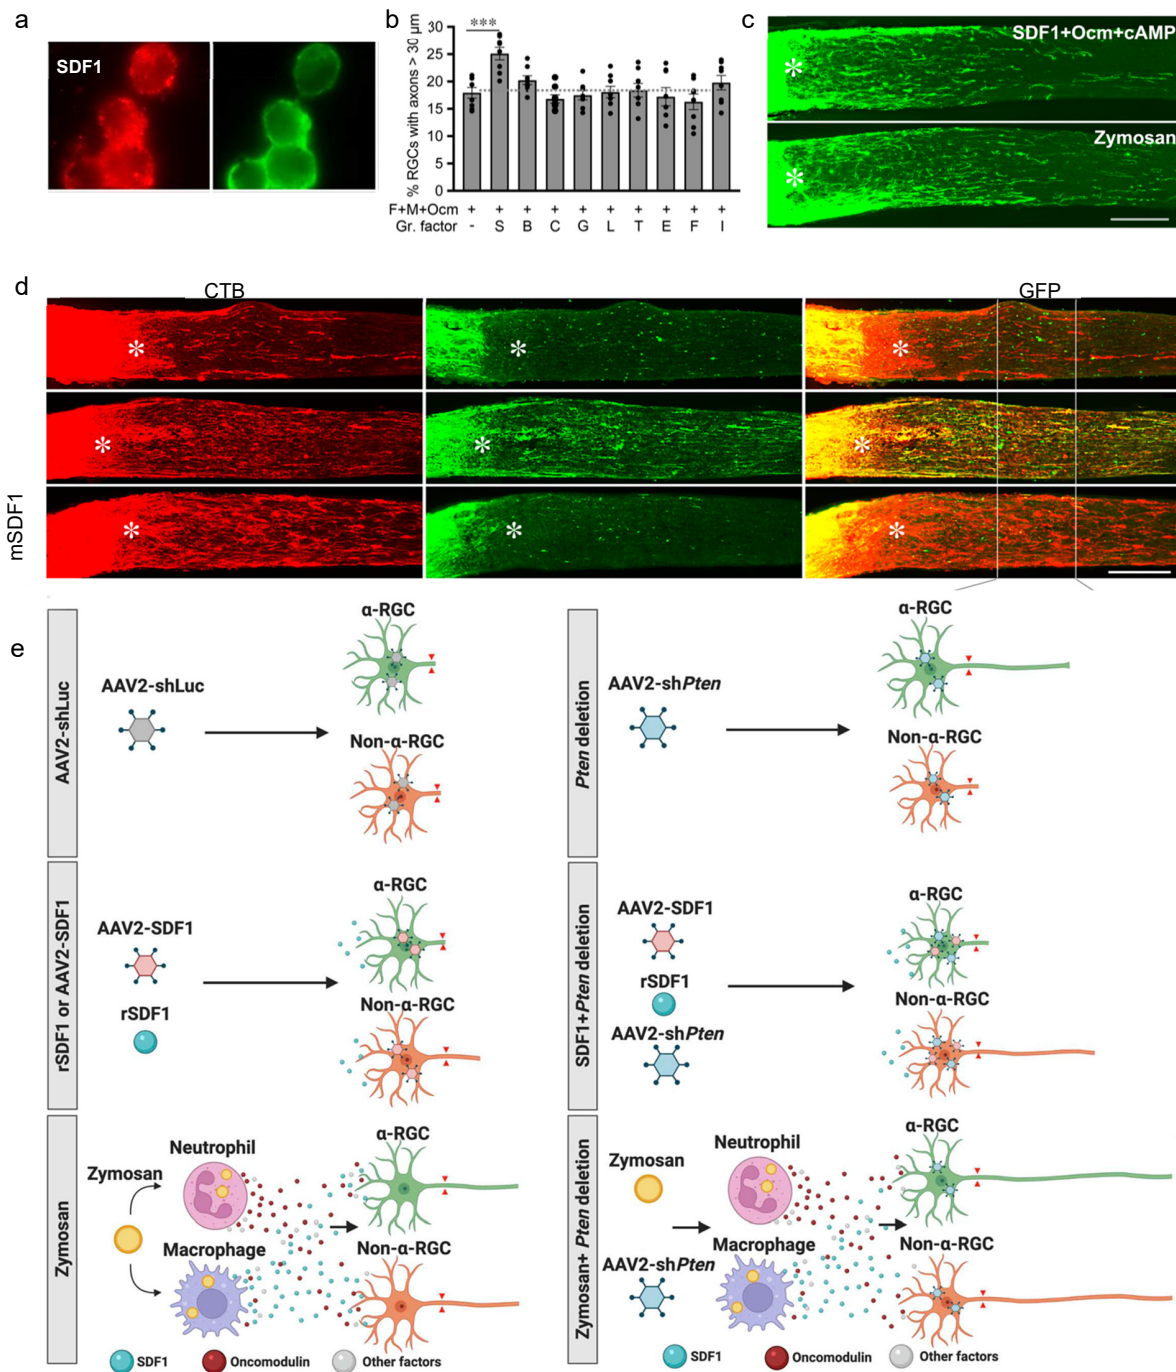 a
SDF1
b
% RGCs with axons > 30 µm
30
25
20
15
10
5
0
***
F+M+Ocm + + + + + + + + + +
Gr. factor - S B C G L T E F I
c
SDF1+Ocm+cAMP
*
Zymosan
*
d
CTB
GFP
* * *
* * *
mSDF1
* * *
e
AAV2-shLuc
AAV2-shLuc
α-RGC
Non-α-RGC
Pten deletion
AAV2-shPten
α-RGC
Non-α-RGC
rSDF1 or AAV2-SDF1
AAV2-SDF1
rSDF1
α-RGC
Non-α-RGC
SDF1+Pten deletion
AAV2-SDF1
rSDF1
AAV2-shPten
α-RGC
Non-α-RGC
Zymosan
Zymosan
Neutrophil
Macrophage
α-RGC
Non-α-RGC
SDF1 Oncomodulin Other factors
Zymosan+ Pten deletion
Zymosan
AAV2-shPten
Neutrophil
Macrophage
α-RGC
Non-α-RGC
SDF1 Oncomodulin Other factors